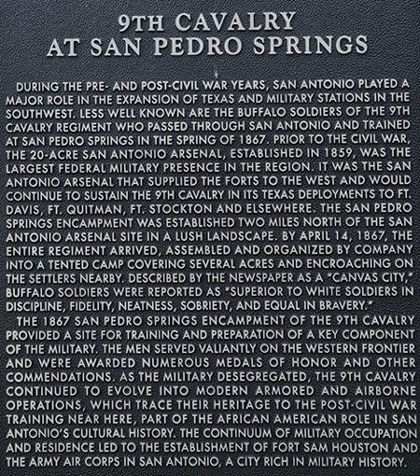 9TH CAVALRY
AT SAN PEDRO SPRINGS
DURING THE PRE- AND POST-CIVIL WAR YEARS, SAN ANTONIO PLAYED A
MAJOR ROLE IN THE EXPANSION OF TEXAS AND MILITARY STATIONS IN THE
SOUTHWEST. LESS WELL KNOWN ARE THE BUFFALO SOLDIERS OF THE 9TH
CAVALRY REGIMENT WHO PASSED THROUGH SAN ANTONIO AND TRAINED
AT SAN PEDRO SPRINGS IN THE SPRING OF 1867. PRIOR TO THE CIVIL WAR,
THE 20-ACRE SAN ANTONIO ARSENAL, ESTABLISHED IN 1859, WAS THE
LARGEST FEDERAL MILITARY PRESENCE IN THE REGION. IT WAS THE SAN
ANTONIO ARSENAL THAT SUPPLIED THE FORTS TO THE WEST AND WOULD
CONTINUE TO SUSTAIN THE 9TH CAVALRY IN ITS TEXAS DEPLOYMENTS TO FT.
DAVIS, FT. QUITMAN, FT. STOCKTON AND ELSEWHERE. THE SAN PEDRO
SPRINGS ENCAMPMENT WAS ESTABLISHED TWO MILES NORTH OF THE SAN
ANTONIO ARSENAL SITE IN A LUSH LANDSCAPE. BY APRIL 14, 1867, THE
ENTIRE REGIMENT ARRIVED, ASSEMBLED AND ORGANIZED BY COMPANY
INTO A TENTED CAMP COVERING SEVERAL ACRES AND ENCROACHING ON
THE SETTLERS NEARBY. DESCRIBED BY THE NEWSPAPER AS A "CANVAS CITY,"
BUFFALO SOLDIERS WERE REPORTED AS "SUPERIOR TO WHITE SOLDIERS IN
DISCIPLINE, FIDELITY, NEATNESS, SOBRIETY, AND EQUAL IN BRAVERY."
THE 1867 SAN PEDRO SPRINGS ENCAMPMENT OF THE 9TH CAVALRY
PROVIDED A SITE FOR TRAINING AND PREPARATION OF A KEY COMPONENT
OF THE MILITARY. THE MEN SERVED VALIANTLY ON THE WESTERN FRONTIER
AND WERE AWARDED NUMEROUS MEDALS OF HONOR AND OTHER
COMMENDATIONS. AS THE MILITARY DESEGREGATED, THE 9TH CAVALRY
CONTINUED TO EVOLVE INTO MODERN ARMORED AND AIRBORNE
OPERATIONS, WHICH TRACE THEIR HERITAGE TO THE POST-CIVIL WAR
TRAINING NEAR HERE, PART OF THE AFRICAN AMERICAN ROLE IN SAN
ANTONIO'S CULTURAL HISTORY. THE CONTINUUM OF MILITARY OCCUPATION
AND RESIDENCE LED TO THE ESTABLISHMENT OF FORT SAM HOUSTON AND
THE ARMY AIR CORPS IN SAN ANTONIO, A CITY RICH IN MILITARY HISTORY.